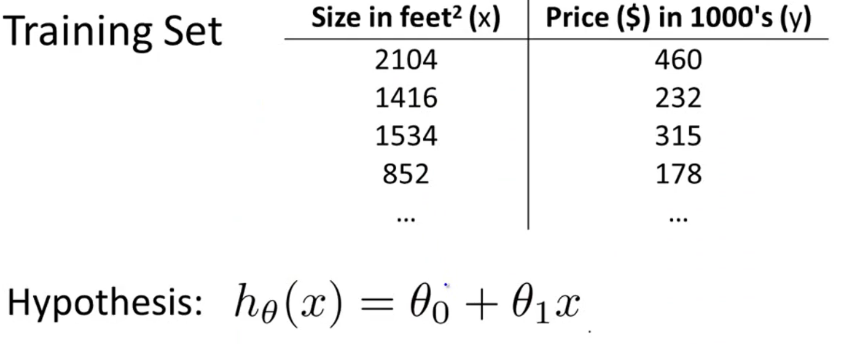 Training Set
Size in feet² (x) Price ($) in 1000's (y)
2104 460
1416 232
1534 315
852 178
... ...
Hypothesis: hθ(x) = θ₀ + θ₁x